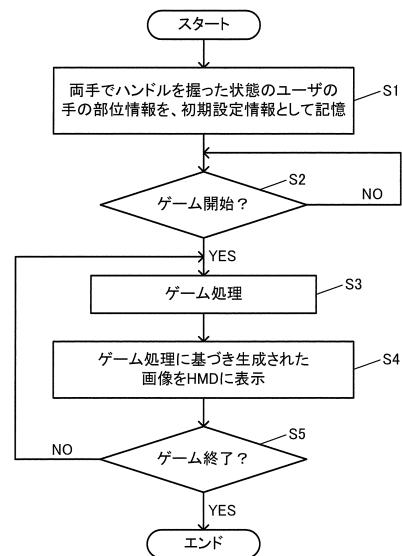 スタート
両手でハンドルを握った状態のユーザの
手の部位情報を、初期設定情報として記憶
S1
S2
ゲーム開始？
NO
YES
S3
ゲーム処理
ゲーム処理に基づき生成された
画像をHMDに表示
S4
S5
NO
ゲーム終了？
YES
エンド